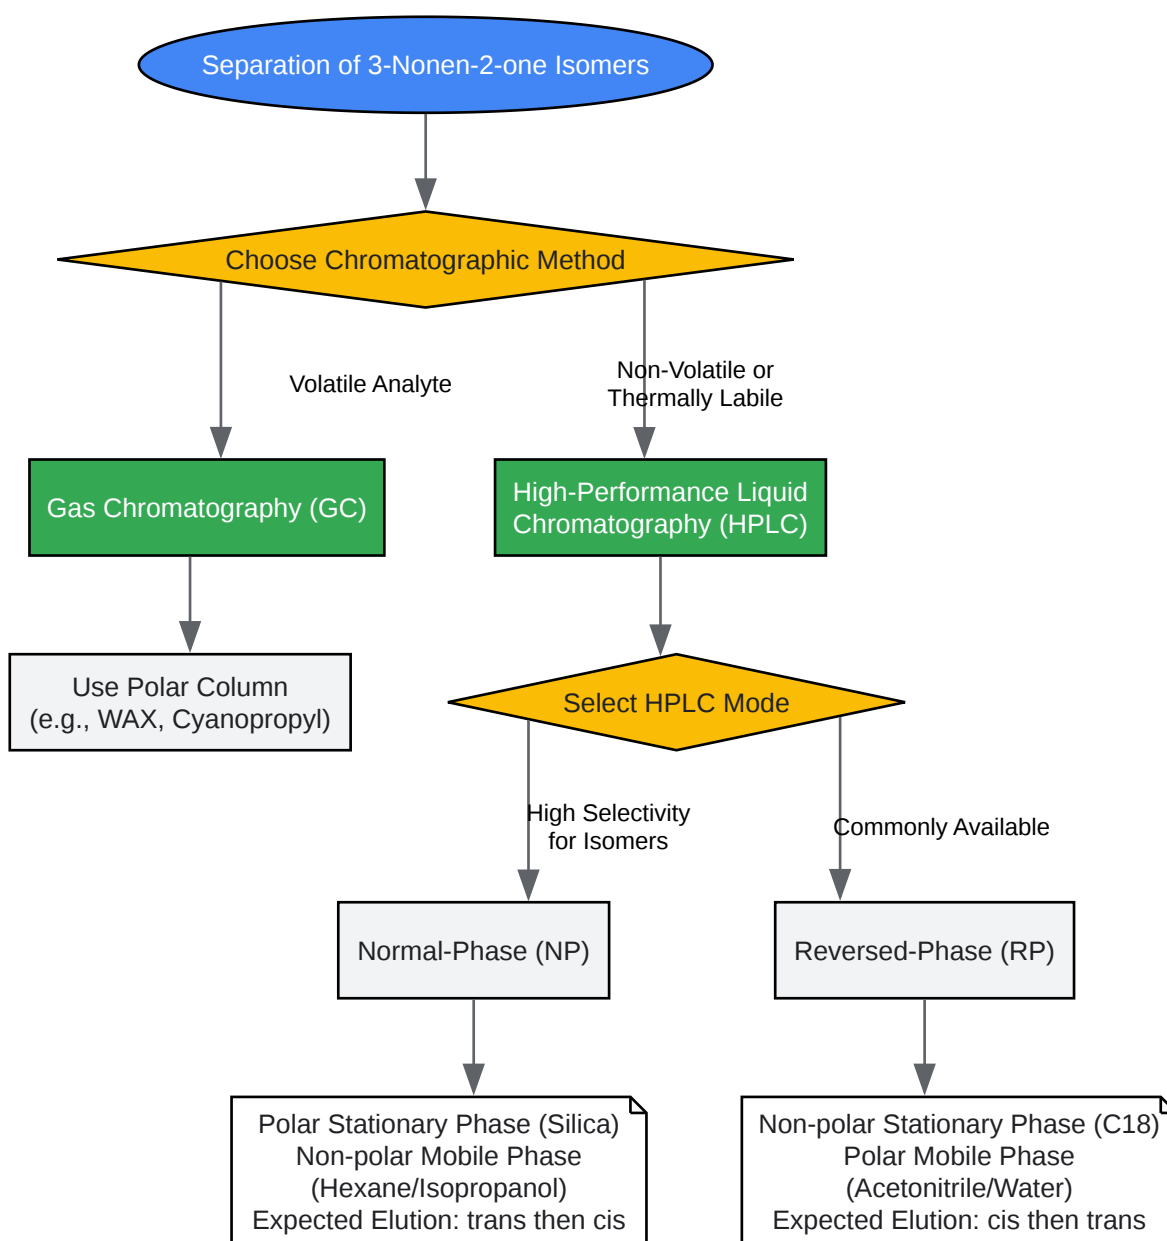 Separation of 3-Nonen-2-one Isomers
Choose Chromatographic Method
Volatile Analyte
Non-Volatile or
Thermally Labile
Gas Chromatography (GC)
High-Performance Liquid
Chromatography (HPLC)
Use Polar Column
(e.g., WAX, Cyanopropyl)
Select HPLC Mode
High Selectivity
for Isomers
Commonly Available
Normal-Phase (NP)
Reversed-Phase (RP)
Polar Stationary Phase (Silica)
Non-polar Mobile Phase
(Hexane/Isopropanol)
Expected Elution: trans then cis
Non-polar Stationary Phase (C18)
Polar Mobile Phase
(Acetonitrile/Water)
Expected Elution: cis then trans